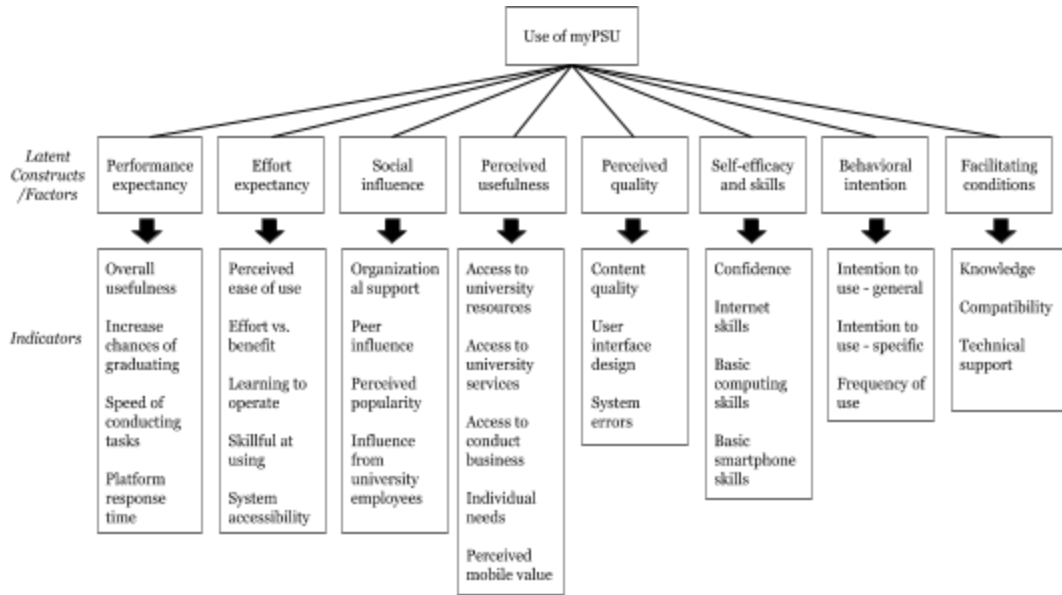 Use of myPSU
Latent
Constructs
/Factors
Performance
expectancy
Effort
expectancy
Social
influence
Perceived
usefulness
Perceived
quality
Self-efficacy
and skills
Behavioral
intention
Facilitating
conditions
Indicators
Overall
usefulness
Increase
chances of
graduating
Speed of
conducting
tasks
Platform
response
time
Perceived
ease of use
Effort vs.
benefit
Learning to
operate
Skillful at
using
System
accessibility
Organization
al support
Peer
influence
Perceived
popularity
Influence
from
university
employees
Access to
university
resources
Access to
university
services
Access to
conduct
business
Individual
needs
Perceived
mobile value
Content
quality
User
interface
design
System
errors
Confidence
Internet
skills
Basic
computing
skills
Basic
smartphone
skills
Intention to
use - general
Intention to
use - specific
Frequency of
use
Knowledge
Compatibility
Technical
support